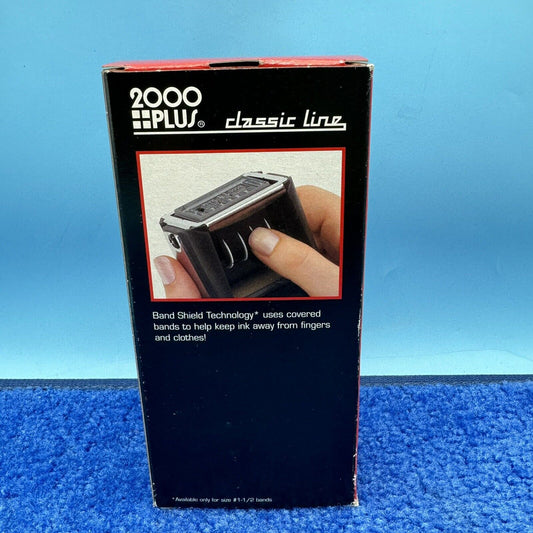 2000
PLUS®
classic line
Band Shield Technology* uses covered
bands to help keep ink away from fingers
and clothes!
*Available only for size #1-1/2 bands